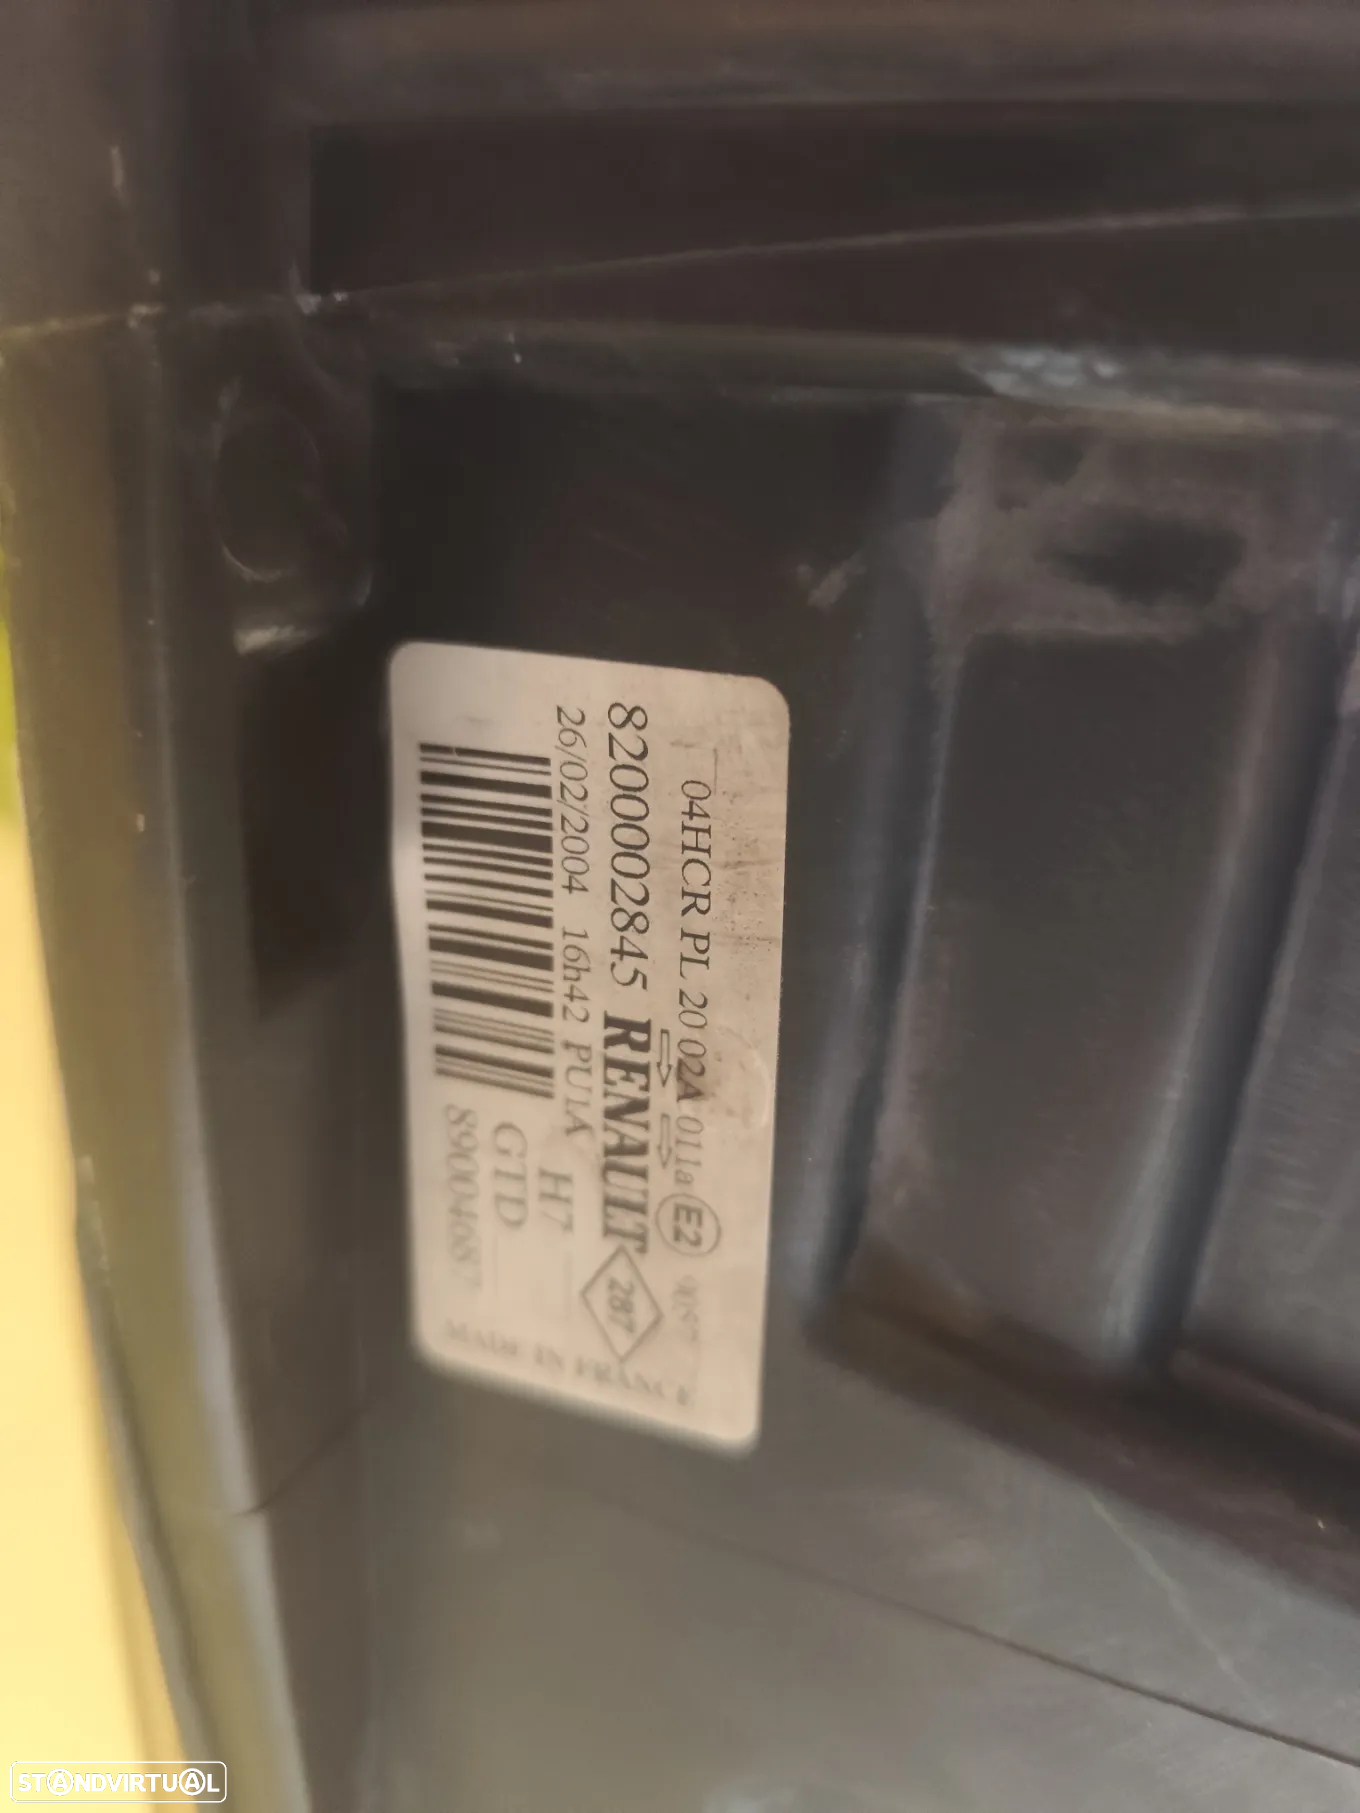 04HCR PL 20 02A 011a E2
8200002845 RENAULT 287
26/02/2004 16h42 PU1A H7
GTD
89004687
MADE IN FRANCE
STANDVIRTUAL